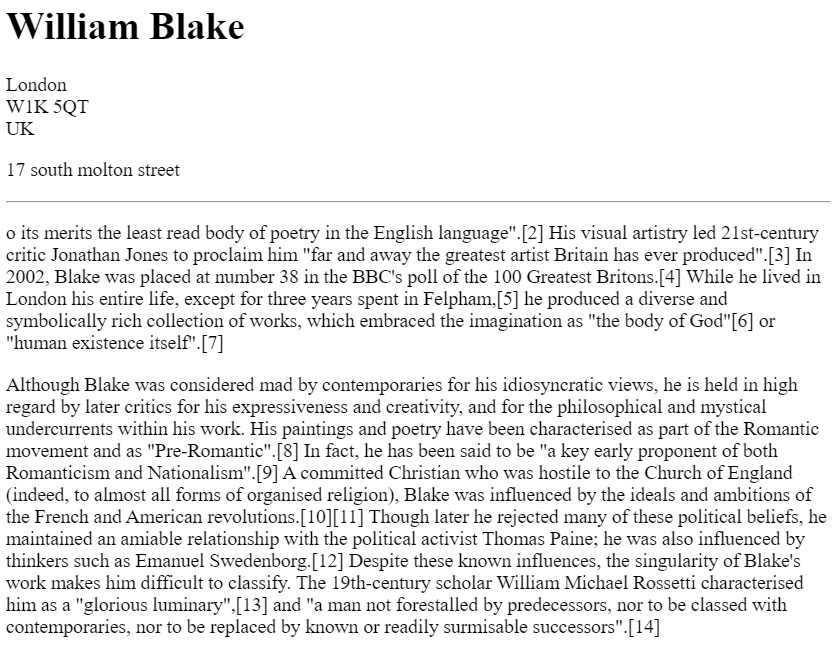 William Blake
London
W1K 5QT
UK
17 south molton street
o its merits the least read body of poetry in the English language".[2] His visual artistry led 21st-century
critic Jonathan Jones to proclaim him "far and away the greatest artist Britain has ever produced".[3] In
2002, Blake was placed at number 38 in the BBC's poll of the 100 Greatest Britons.[4] While he lived in
London his entire life, except for three years spent in Felpham,[5] he produced a diverse and
symbolically rich collection of works, which embraced the imagination as "the body of God"[6] or
"human existence itself".[7]
Although Blake was considered mad by contemporaries for his idiosyncratic views, he is held in high
regard by later critics for his expressiveness and creativity, and for the philosophical and mystical
undercurrents within his work. His paintings and poetry have been characterised as part of the Romantic
movement and as "Pre-Romantic".[8] In fact, he has been said to be "a key early proponent of both
Romanticism and Nationalism".[9] A committed Christian who was hostile to the Church of England
(indeed, to almost all forms of organised religion), Blake was influenced by the ideals and ambitions of
the French and American revolutions.[10][11] Though later he rejected many of these political beliefs, he
maintained an amiable relationship with the political activist Thomas Paine; he was also influenced by
thinkers such as Emanuel Swedenborg.[12] Despite these known influences, the singularity of Blake's
work makes him difficult to classify. The 19th-century scholar William Michael Rossetti characterised
him as a "glorious luminary",[13] and "a man not forestalled by predecessors, nor to be classed with
contemporaries, nor to be replaced by known or readily surmisable successors".[14]